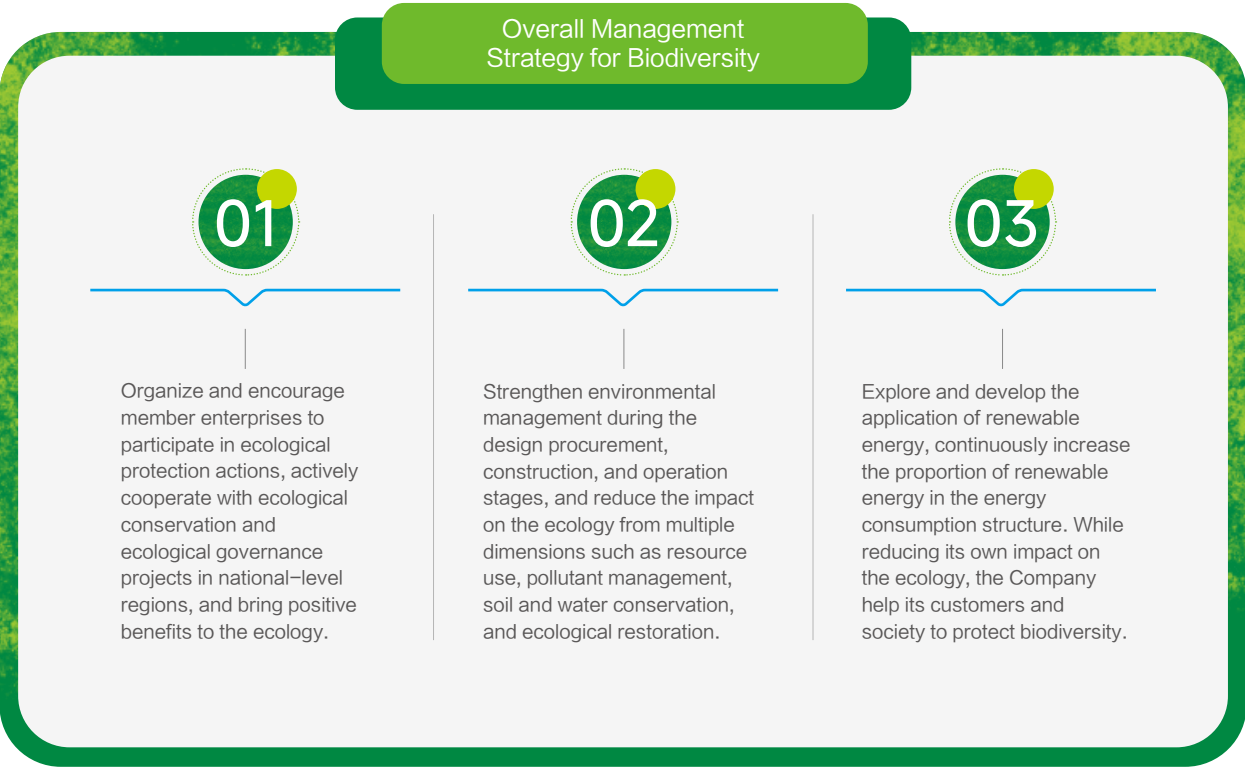 Overall Management
Strategy for Biodiversity
01
Organize and encourage
member enterprises to
participate in ecological
protection actions, actively
cooperate with ecological
conservation and
ecological governance
projects in national-level
regions, and bring positive
benefits to the ecology.
02
Strengthen environmental
management during the
design procurement,
construction, and operation
stages, and reduce the impact
on the ecology from multiple
dimensions such as resource
use, pollutant management,
soil and water conservation,
and ecological restoration.
03
Explore and develop the
application of renewable
energy, continuously increase
the proportion of renewable
energy in the energy
consumption structure. While
reducing its own impact on
the ecology, the Company
help its customers and
society to protect biodiversity.